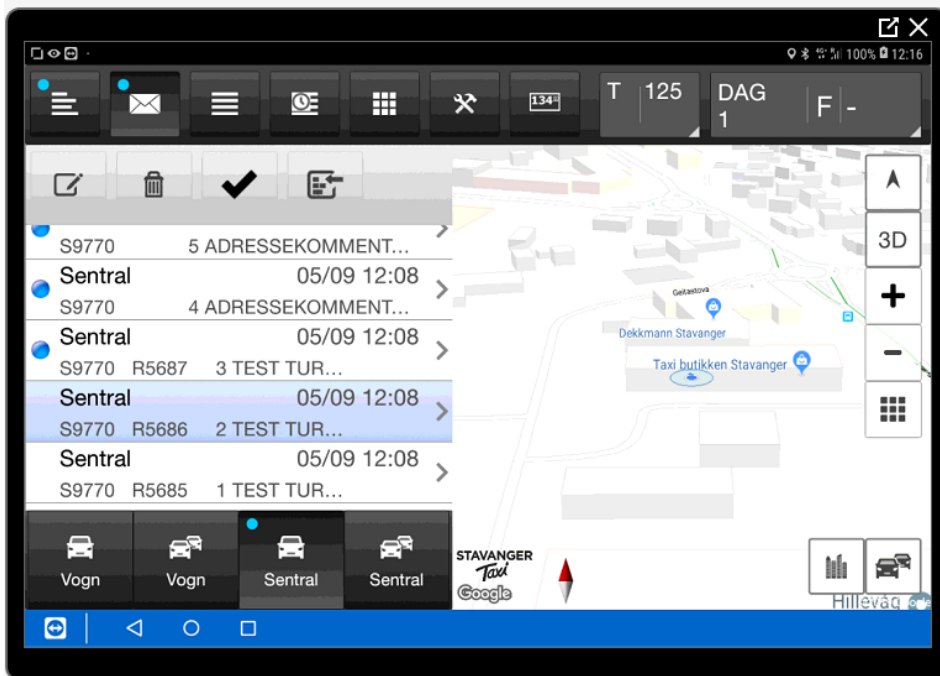 4G+ R 100% 12:16
134
T 125
DAG
1
F -
S9770 5 ADRESSEKOMMENT...
Sentral 05/09 12:08
S9770 4 ADRESSEKOMMENT...
Sentral 05/09 12:08
S9770 R5687 3 TEST TUR...
Sentral 05/09 12:08
S9770 R5686 2 TEST TUR...
Sentral 05/09 12:08
S9770 R5685 1 TEST TUR...
Vogn
Vogn
Sentral
Sentral
3D
Dekkmann Stavanger
Taxi butikken Stavanger
STAVANGER
Taxi
Google
Hillevåg